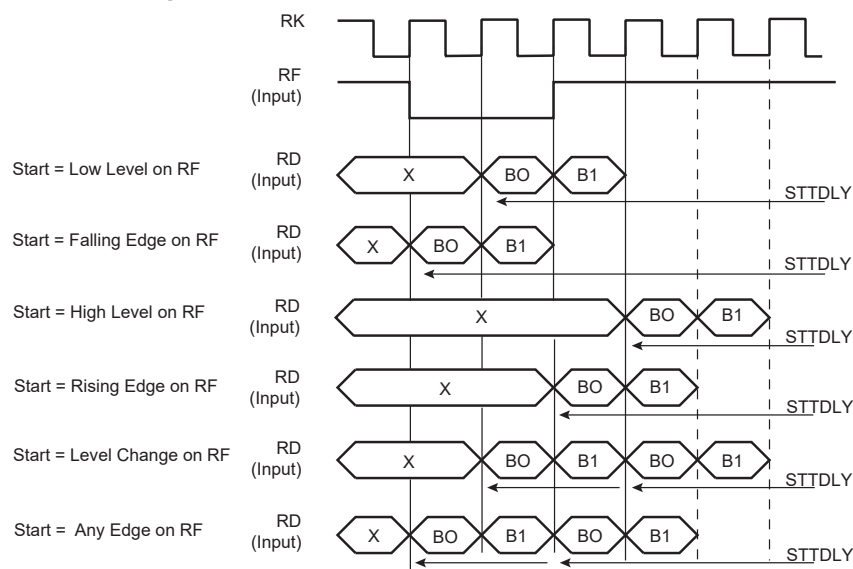 RK
RF
(Input)
Start = Low Level on RF
RD
(Input)
X
BO
B1
STTDLY
Start = Falling Edge on RF
RD
(Input)
X
BO
B1
STTDLY
Start = High Level on RF
RD
(Input)
X
BO
B1
STTDLY
Start = Rising Edge on RF
RD
(Input)
X
BO
B1
STTDLY
Start = Level Change on RF
RD
(Input)
X
BO
B1
BO
B1
STTDLY
Start = Any Edge on RF
RD
(Input)
X
BO
B1
BO
B1
STTDLY